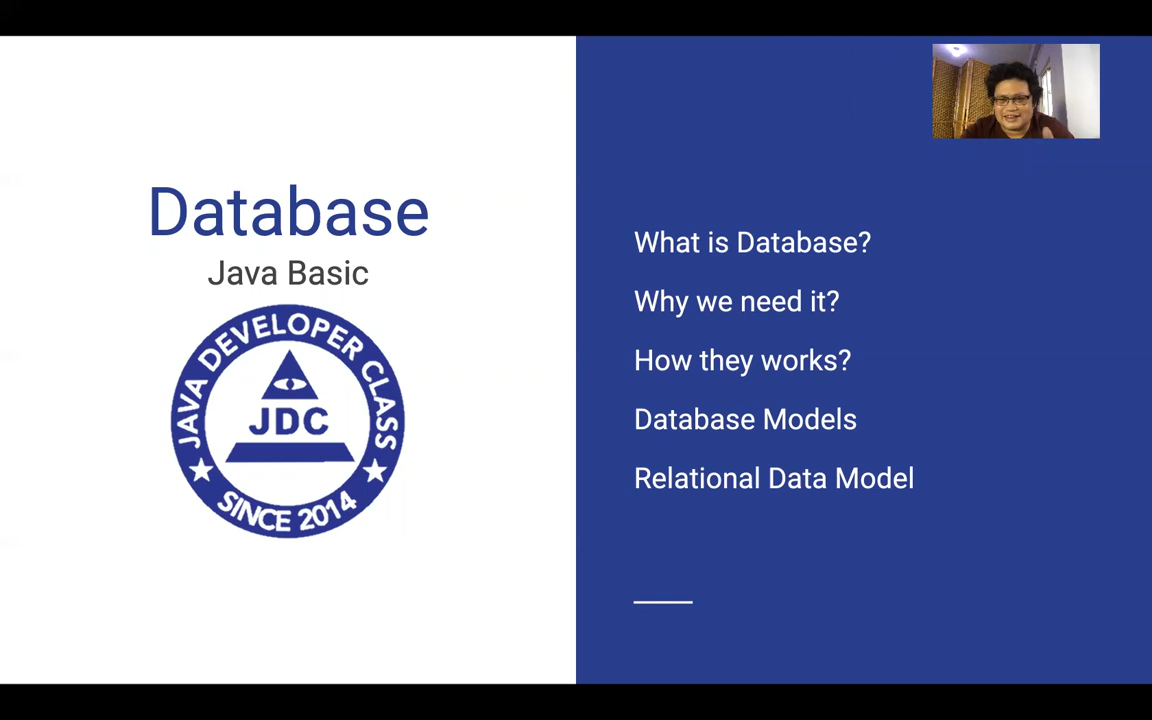 Database
Java Basic
JAVA DEVELOPER CLASS
JDC
SINCE 2014
What is Database?
Why we need it?
How they works?
Database Models
Relational Data Model